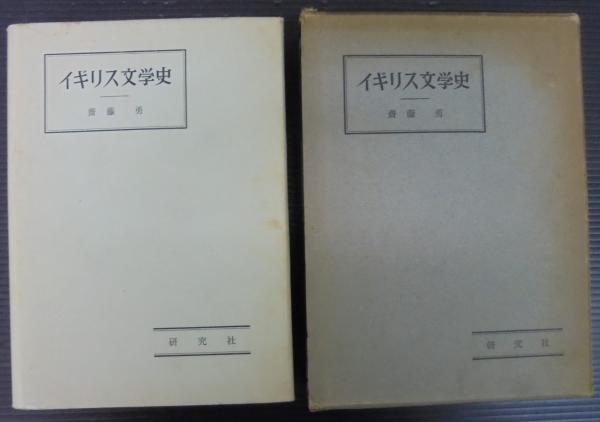 イギリス文学史
齋藤 勇
研究社
イギリス文学史
齋藤 勇
研究社